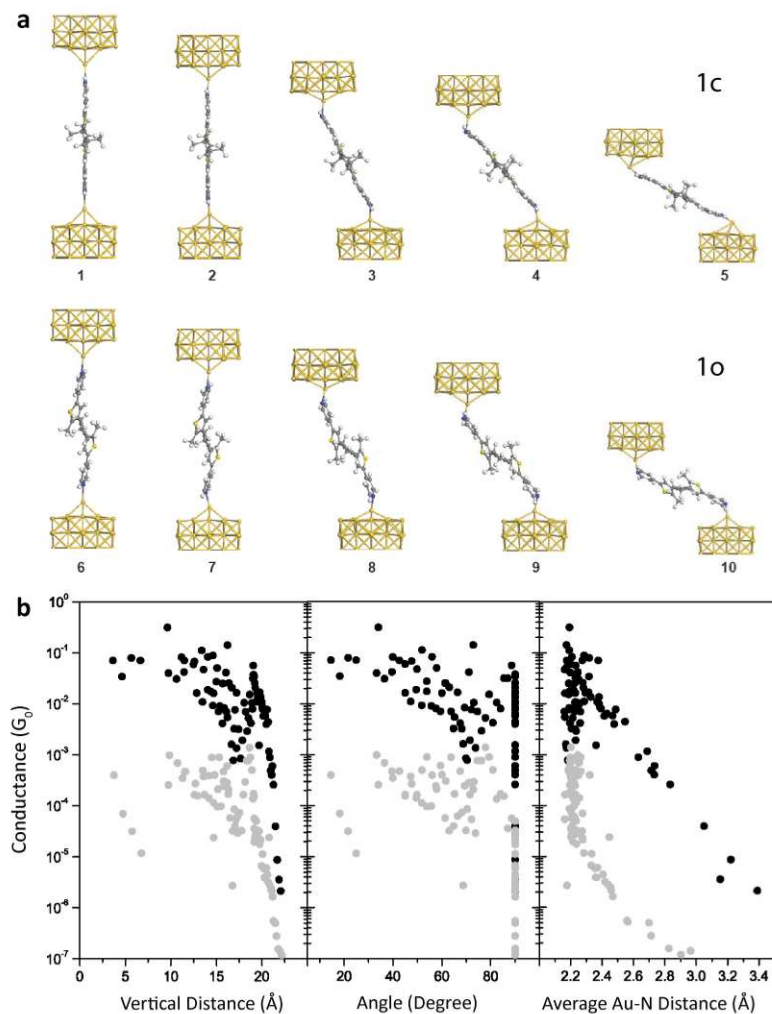 a
1c
1 2 3 4 5
1o
6 7 8 9 10
b
Conductance (G₀)
10⁰
10⁻¹
10⁻²
10⁻³
10⁻⁴
10⁻⁵
10⁻⁶
10⁻⁷
0 5 10 15 20
20 40 60 80
2.2 2.4 2.6 2.8 3.0 3.2 3.4
Vertical Distance (Å) Angle (Degree) Average Au-N Distance (Å)